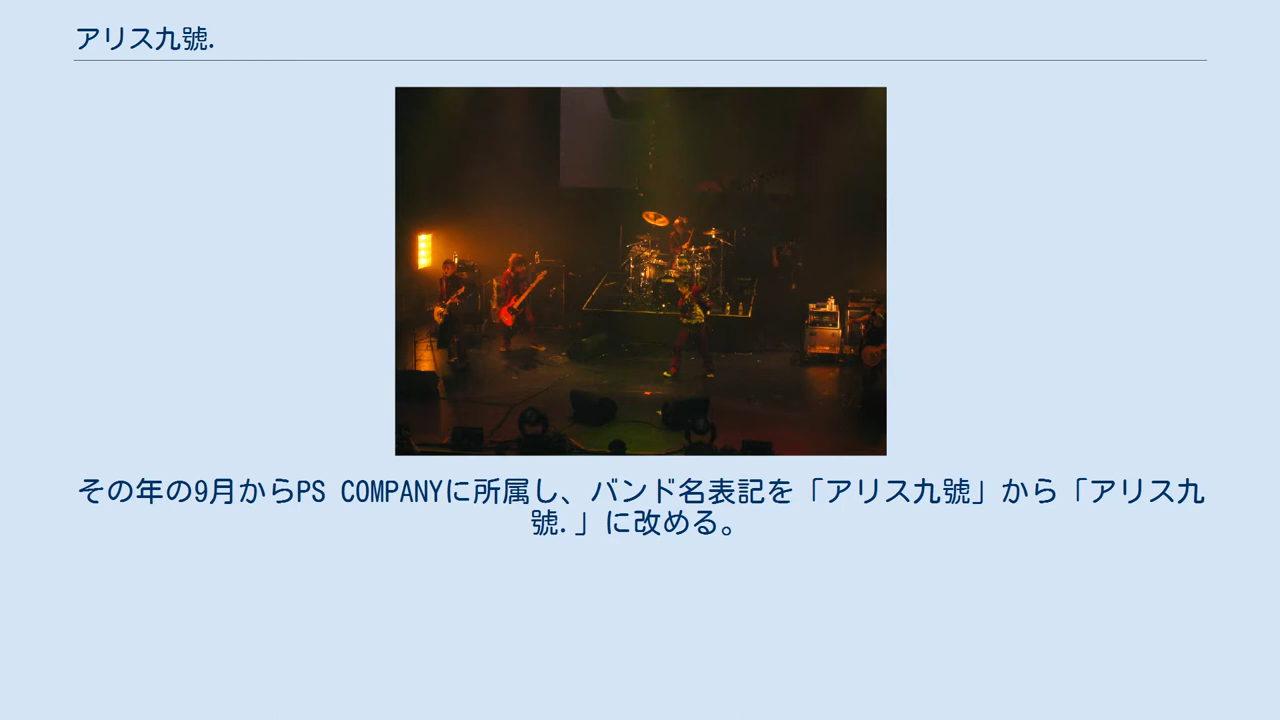 アリス九號.
その年の9月からPS COMPANYに所属し、バンド名表記を「アリス九號」から「アリス九
號.」に改める。